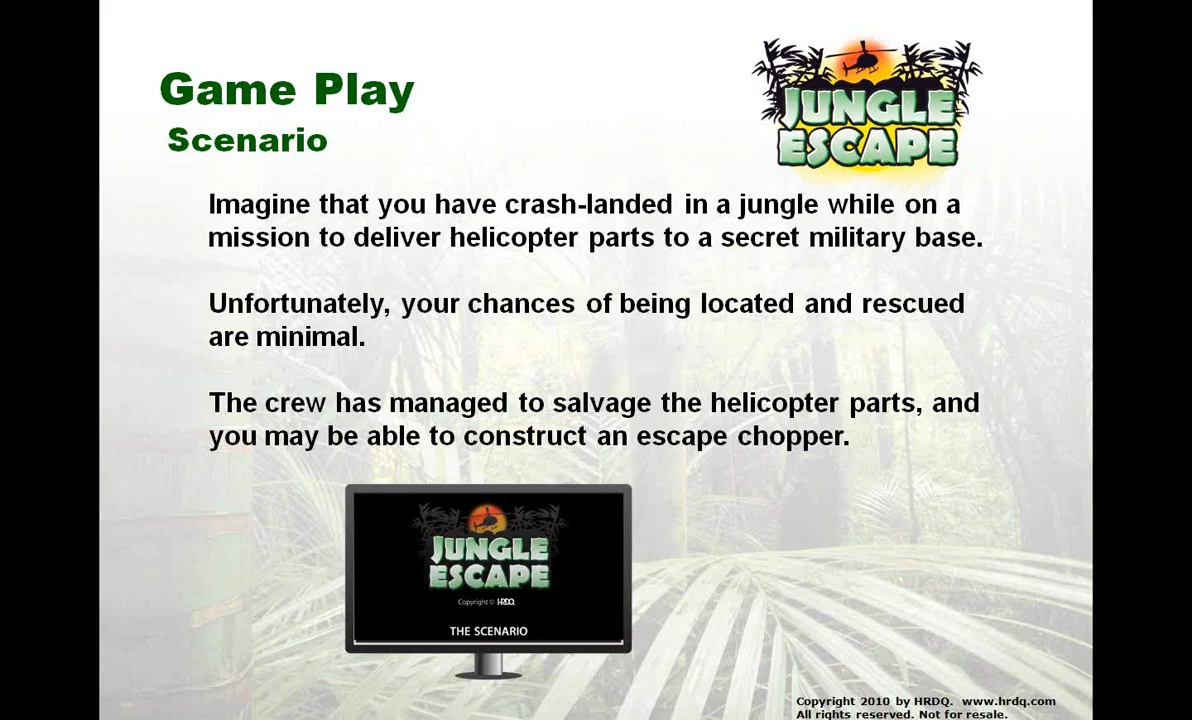 Game Play
Scenario
JUNGLE
ESCAPE
Imagine that you have crash-landed in a jungle while on a
mission to deliver helicopter parts to a secret military base.
Unfortunately, your chances of being located and rescued
are minimal.
The crew has managed to salvage the helicopter parts, and
you may be able to construct an escape chopper.
JUNGLE
ESCAPE
Copyright © HRDQ.
THE SCENARIO
Copyright 2010 by HRDQ. www.hrdq.com
All rights reserved. Not for resale.